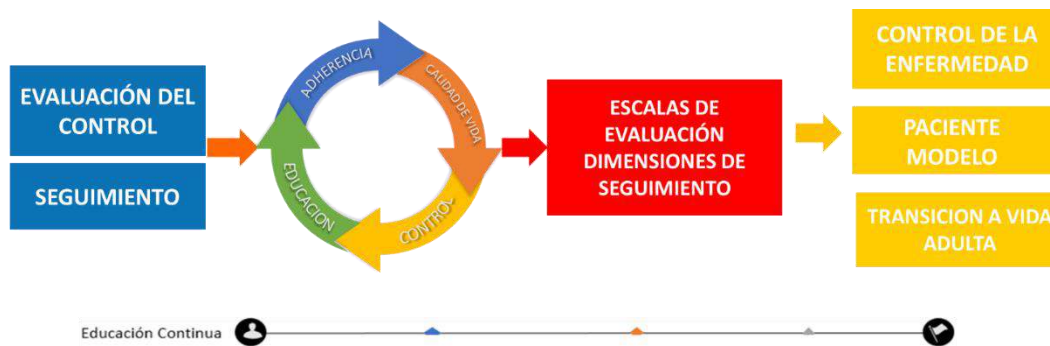 EVALUACIÓN DEL
CONTROL
SEGUIMIENTO
ADHERENCIA
CALIDAD DE VIDA
CONTROL
EDUCACION
ESCALAS DE
EVALUACIÓN
DIMENSIONES DE
SEGUIMIENTO
CONTROL DE LA
ENFERMEDAD
PACIENTE
MODELO
TRANSICION A VIDA
ADULTA
Educación Continua